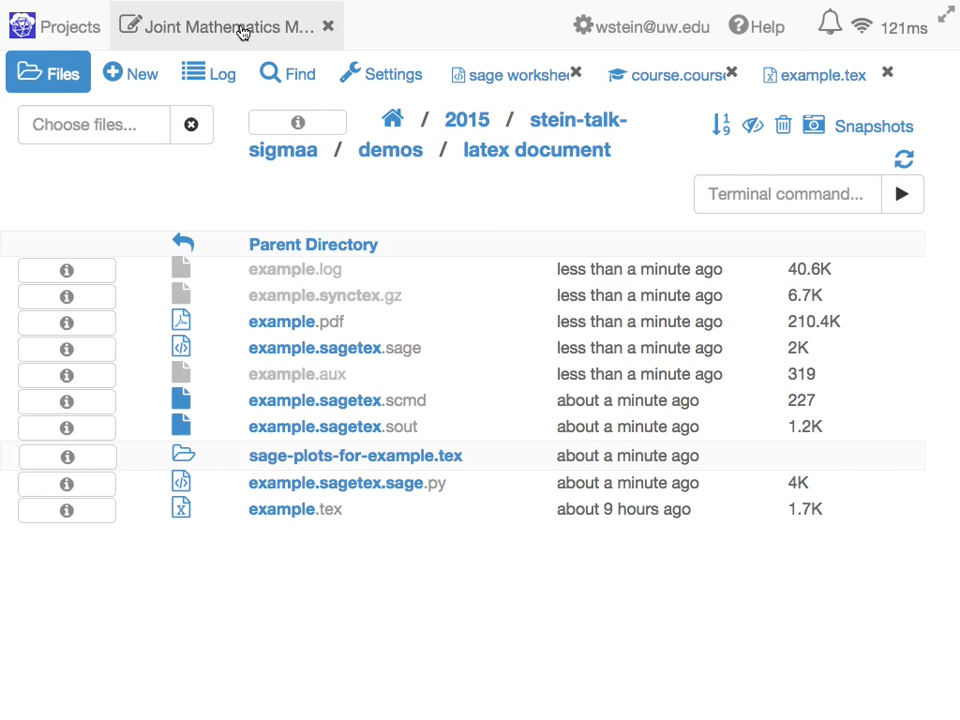 Projects Joint Mathematics M... wstein@uw.edu Help 121ms
Files New Log Find Settings sage workshe course.cours example.tex
Choose files... / 2015 / stein-talk-
sigmaa / demos / latex document
Snapshots
Terminal command...
Parent Directory
example.log less than a minute ago 40.6K
example.synctex.gz less than a minute ago 6.7K
example.pdf less than a minute ago 210.4K
example.sagetex.sage less than a minute ago 2K
example.aux less than a minute ago 319
example.sagetex.scmd about a minute ago 227
example.sagetex.sout about a minute ago 1.2K
sage-plots-for-example.tex about a minute ago
example.sagetex.sage.py about a minute ago 4K
example.tex about 9 hours ago 1.7K